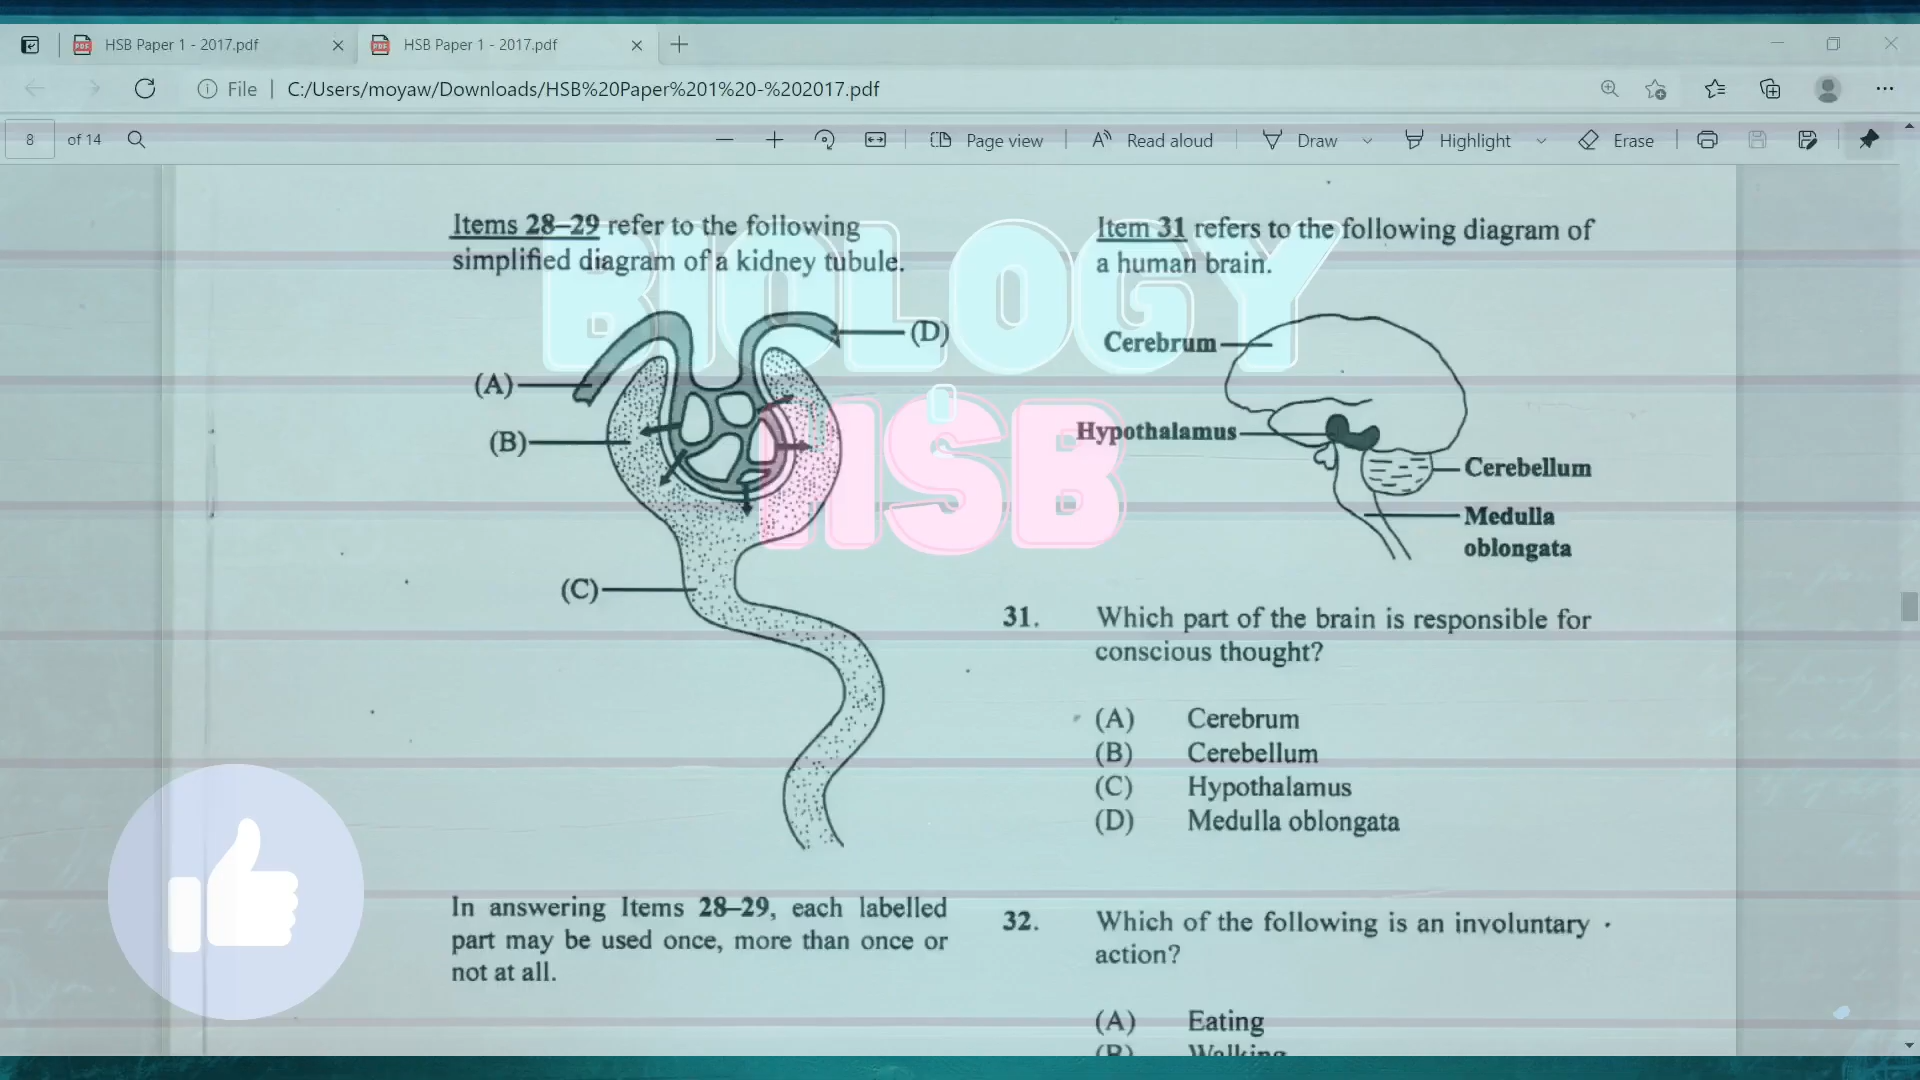 HSB Paper 1 - 2017.pdf
HSB Paper 1 - 2017.pdf
File
C:/Users/moyaw/Downloads/HSB%20Paper%201%20-%202017.pdf
8 of 14
Page view
Read aloud
Draw
Highlight
Erase
BIOLOGY
HSB
Items 28–29 refer to the following
simplified diagram of a kidney tubule.
(A)
(B)
(C)
(D)
In answering Items 28–29, each labelled
part may be used once, more than once or
not at all.
Item 31 refers to the following diagram of
a human brain.
Cerebrum
Hypothalamus
Cerebellum
Medulla
oblongata
31. Which part of the brain is responsible for
conscious thought?
(A) Cerebrum
(B) Cerebellum
(C) Hypothalamus
(D) Medulla oblongata
32. Which of the following is an involuntary
action?
(A) Eating
(B) Walking